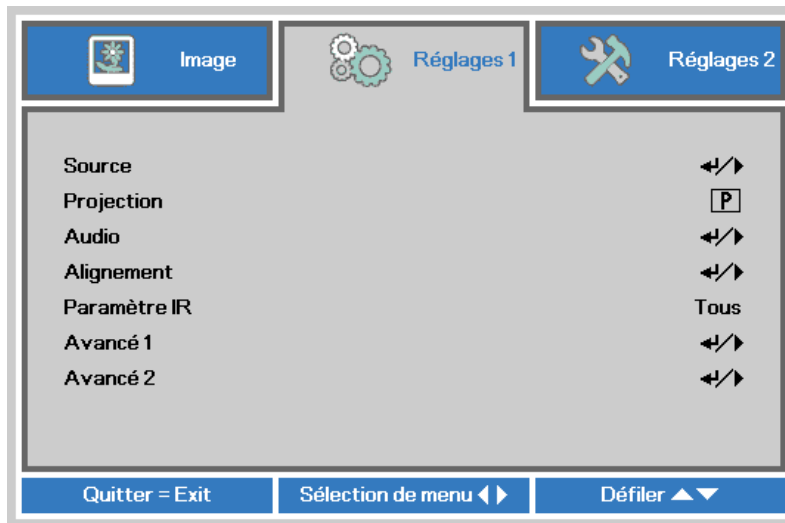 Image
Réglages 1
Réglages 2
Source
Projection P
Audio
Alignement
Paramètre IR Tous
Avancé 1
Avancé 2
Quitter = Exit
Sélection de menu
Défiler